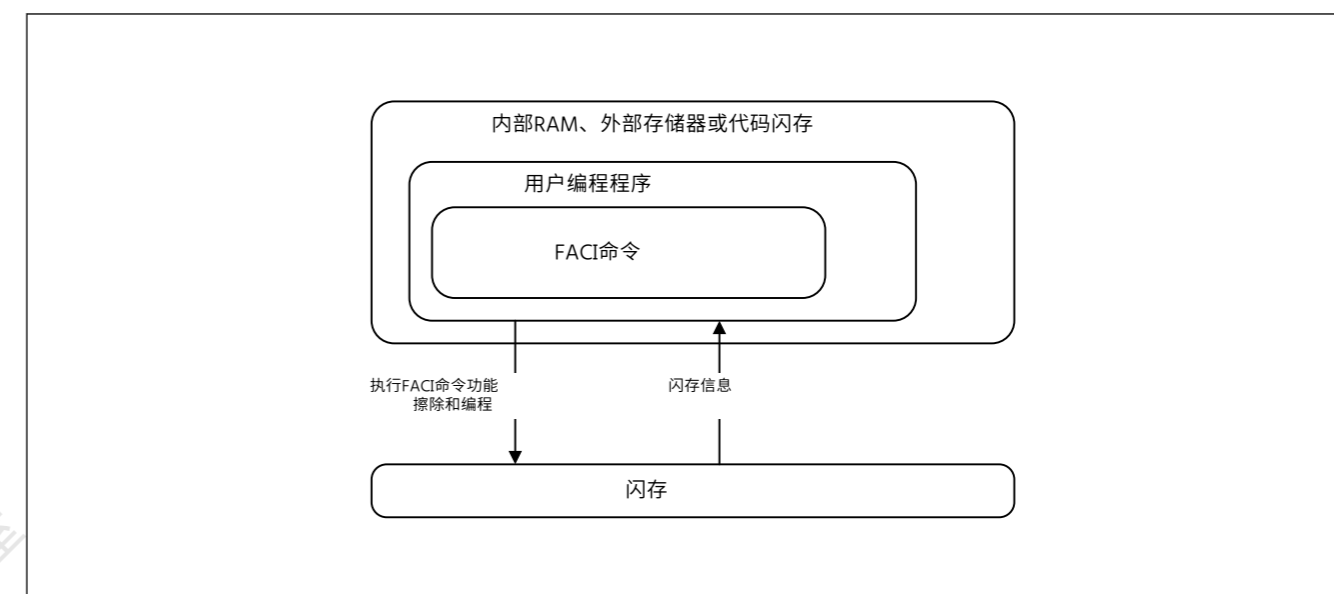 内部RAM、外部存储器或代码闪存
用户编程程序
FACI命令
执行FACI命令功能
擦除和编程
闪存信息
闪存